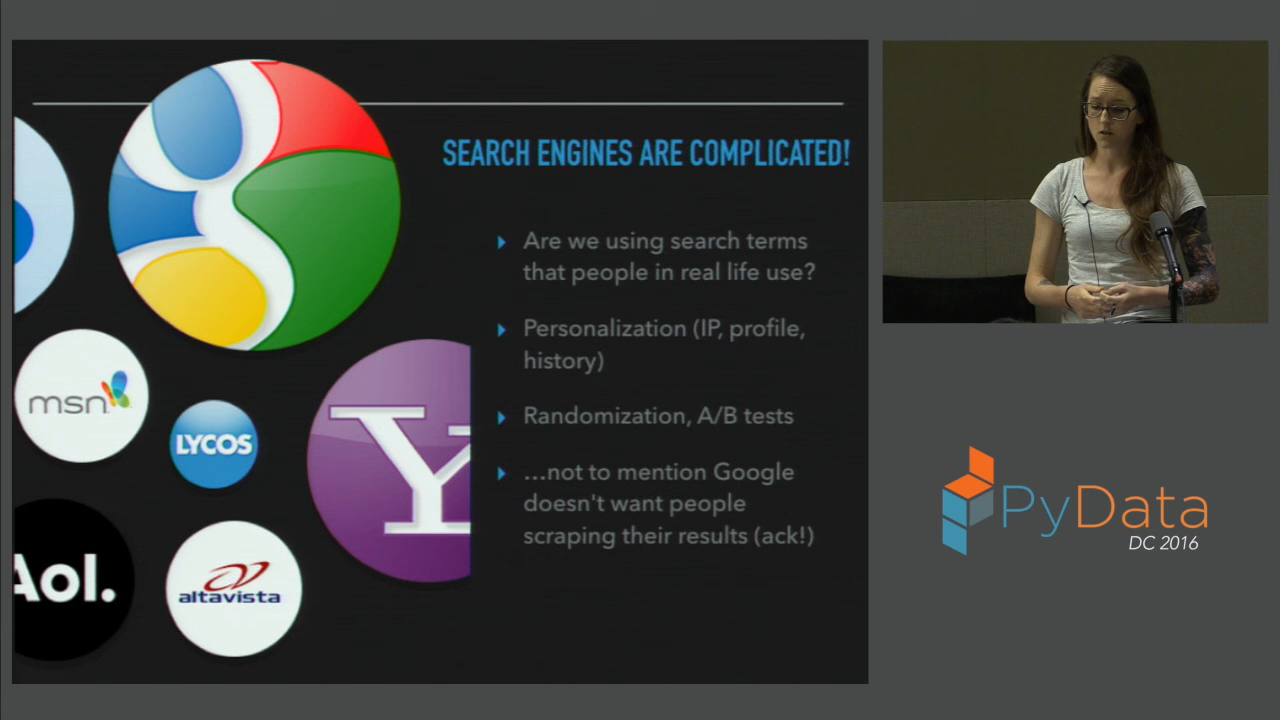 SEARCH ENGINES ARE COMPLICATED!
Are we using search terms
that people in real life use?
Personalization (IP, profile,
history)
Randomization, A/B tests
...not to mention Google
doesn't want people
scraping their results (ack!)
msn
LYCOS
Y
Aol.
altavista
PyData
DC 2016